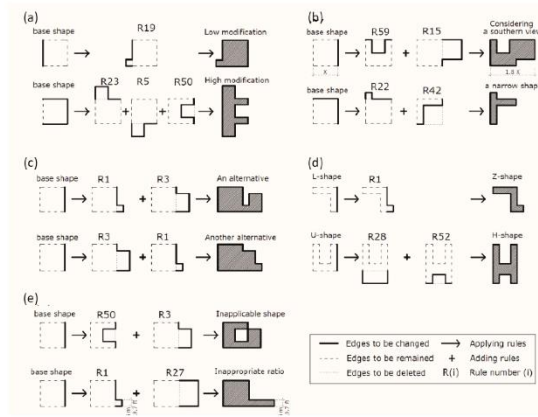 (a)
base shape
R19
Low modification
base shape
R23
R5
R50
High modification
(b)
base shape
R59
R15
Considering
a southern view
base shape
R22
R42
a narrow shape
(c)
base shape
R1
R3
An alternative
base shape
R3
R1
Another alternative
(d)
L-shape
R1
Z-shape
U-shape
R28
R52
H-shape
(e)
base shape
R50
R3
Inapplicable shape
base shape
R1
R27
Inappropriate ratio
Edges to be changed
Applying rules
Edges to be remained
+ Adding rules
Edges to be deleted
R(i) Rule number (i)